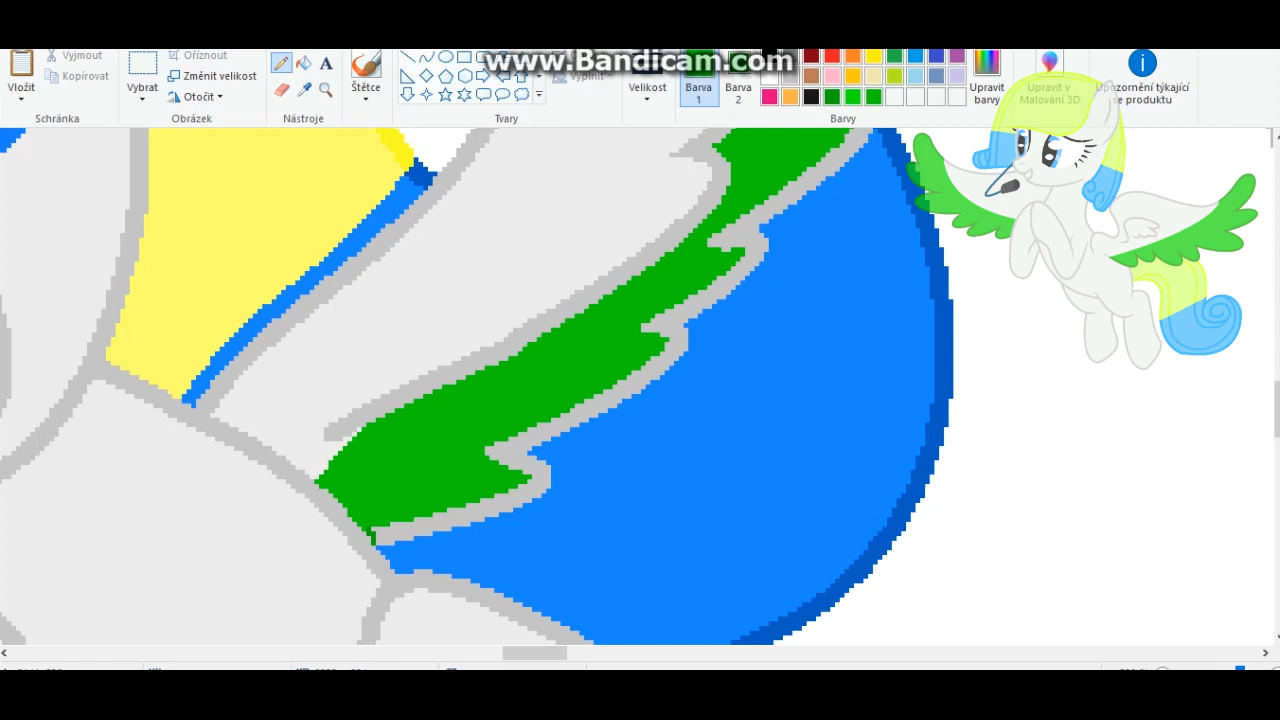 www.Bandicam.com
Vložit
Vyjmout
Kopírovat
Schránka
Vybrat
Oříznout
Změnit velikost
Otočit
Obrázek
A
Nástroje
Štětce
Vyplnit
Tvary
Velikost
Barva 1
Barva 2
Upravit barvy
Barvy
Upravit v Malování 3D
Upozornění týkající se produktu